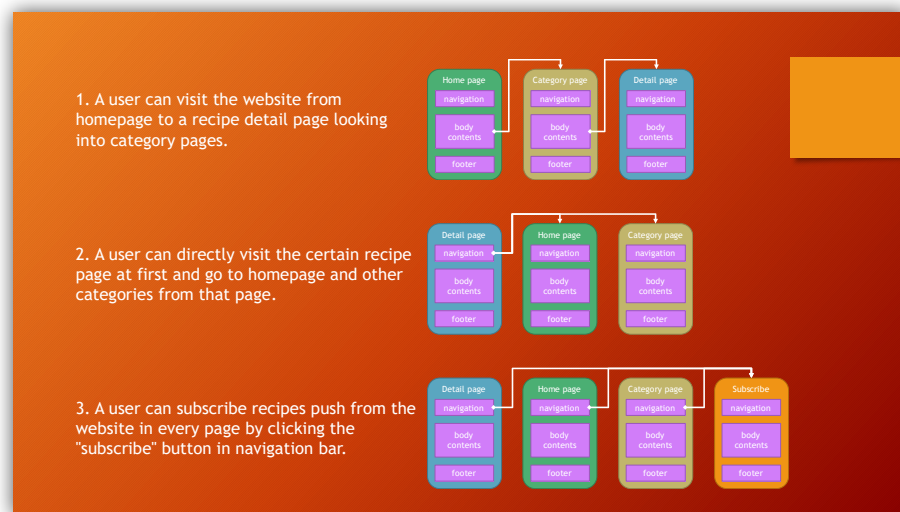 1. A user can visit the website from
homepage to a recipe detail page looking
into category pages.
Home page
navigation
body
contents
footer
Category page
navigation
body
contents
footer
Detail page
navigation
body
contents
footer
2. A user can directly visit the certain recipe
page at first and go to homepage and other
categories from that page.
Detail page
navigation
body
contents
footer
Home page
navigation
body
contents
footer
Category page
navigation
body
contents
footer
3. A user can subscribe recipes push from the
website in every page by clicking the
"subscribe" button in navigation bar.
Detail page
navigation
body
contents
footer
Home page
navigation
body
contents
footer
Category page
navigation
body
contents
footer
Subscribe
navigation
body
contents
footer